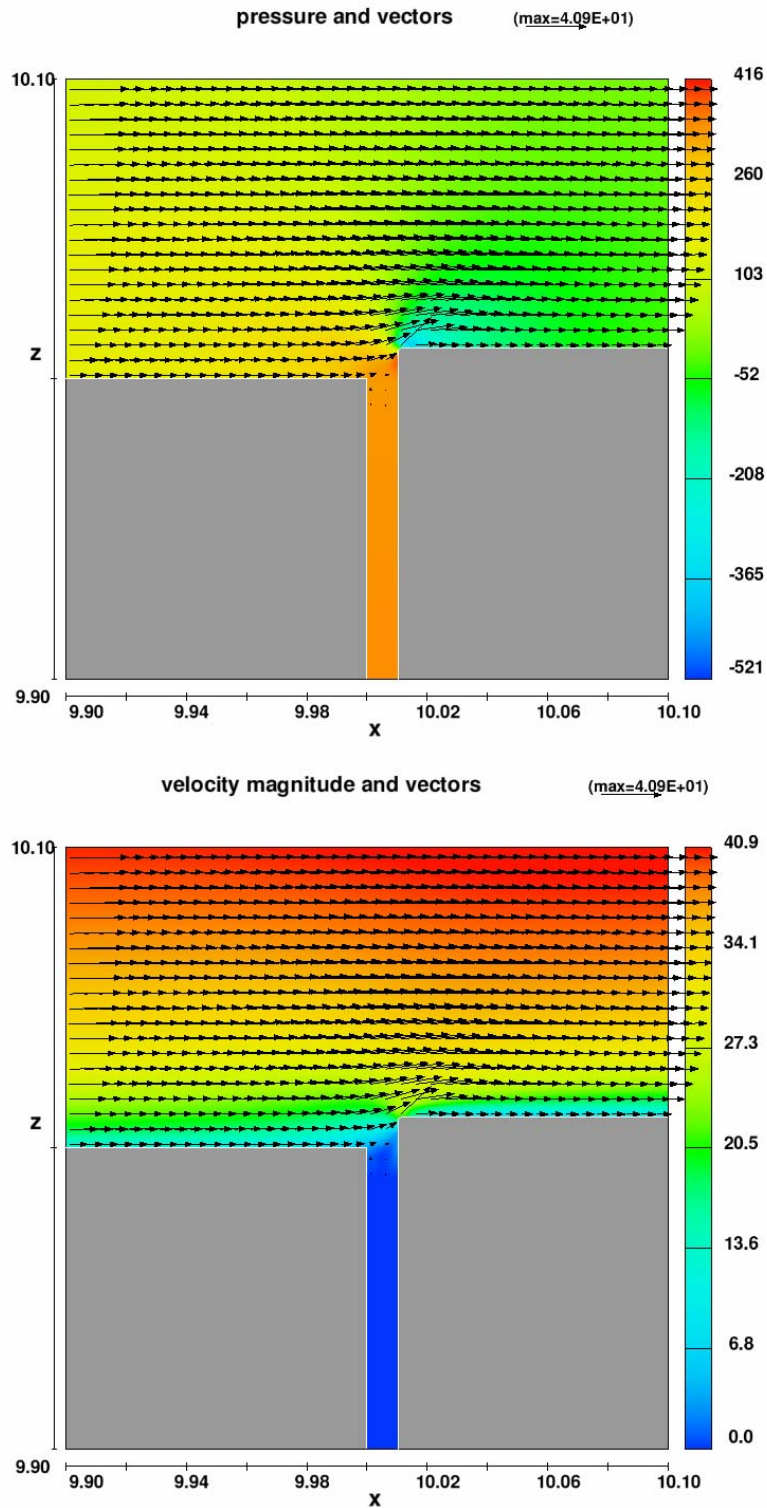 pressure and vectors (max=4.09E+01)
10.10
416
260
103
z
-52
-208
-365
-521
9.90
9.90 9.94 9.98 10.02 10.06 10.10
x
velocity magnitude and vectors (max=4.09E+01)
10.10
40.9
34.1
27.3
z
20.5
13.6
6.8
0.0
9.90
9.90 9.94 9.98 10.02 10.06 10.10
x